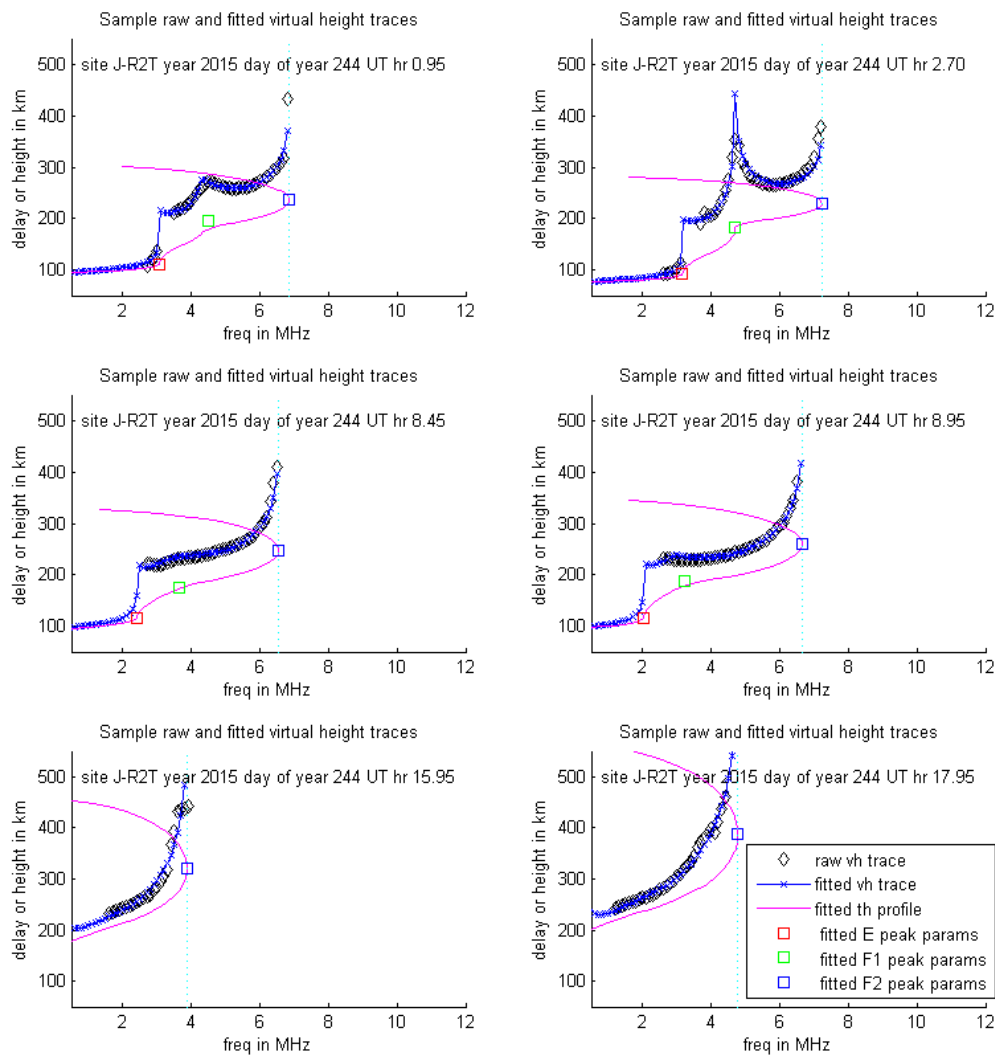 Sample raw and fitted virtual height traces
site J-R2T year 2015 day of year 244 UT hr 0.95
500
400
300
200
100
delay or height in km
2 4 6 8 10 12
freq in MHz
Sample raw and fitted virtual height traces
site J-R2T year 2015 day of year 244 UT hr 2.70
500
400
300
200
100
delay or height in km
2 4 6 8 10 12
freq in MHz
Sample raw and fitted virtual height traces
site J-R2T year 2015 day of year 244 UT hr 8.45
500
400
300
200
100
delay or height in km
2 4 6 8 10 12
freq in MHz
Sample raw and fitted virtual height traces
site J-R2T year 2015 day of year 244 UT hr 8.95
500
400
300
200
100
delay or height in km
2 4 6 8 10 12
freq in MHz
Sample raw and fitted virtual height traces
site J-R2T year 2015 day of year 244 UT hr 15.95
500
400
300
200
100
delay or height in km
2 4 6 8 10 12
freq in MHz
Sample raw and fitted virtual height traces
site J-R2T year 2015 day of year 244 UT hr 17.95
500
400
300
200
100
delay or height in km
2 4 6 8 10 12
freq in MHz
raw vh trace
fitted vh trace
fitted th profile
fitted E peak params
fitted F1 peak params
fitted F2 peak params